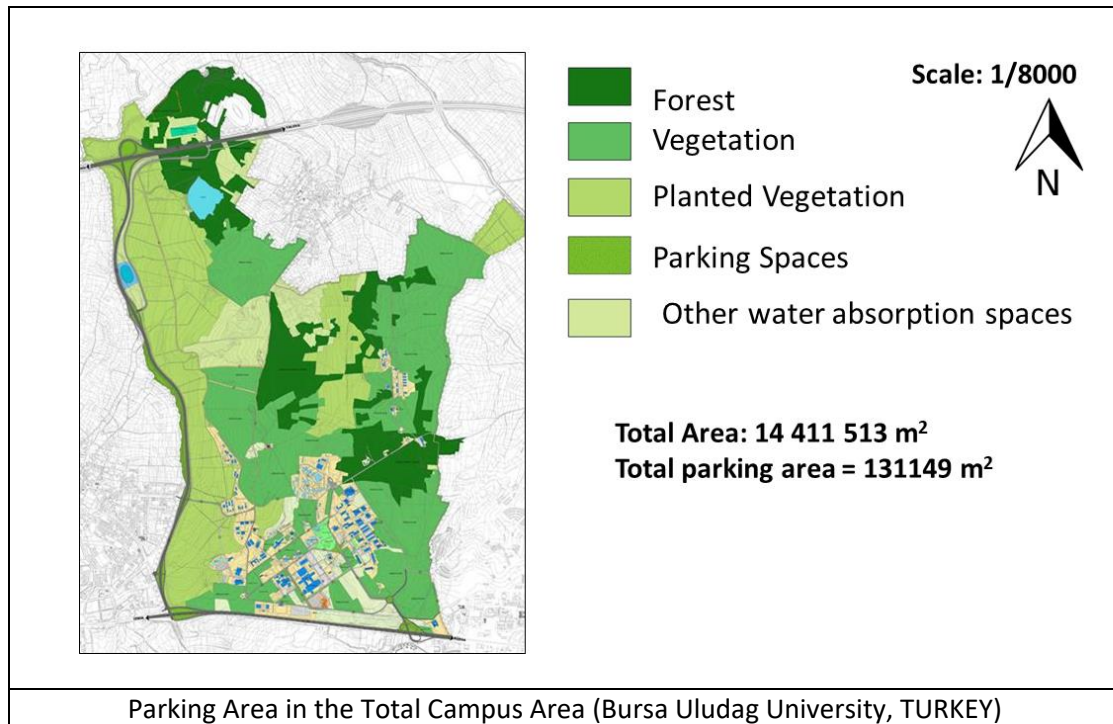 Scale: 1/8000
N
Forest
Vegetation
Planted Vegetation
Parking Spaces
Other water absorption spaces
Total Area: 14 411 513 m²
Total parking area = 131149 m²
Parking Area in the Total Campus Area (Bursa Uludag University, TURKEY)